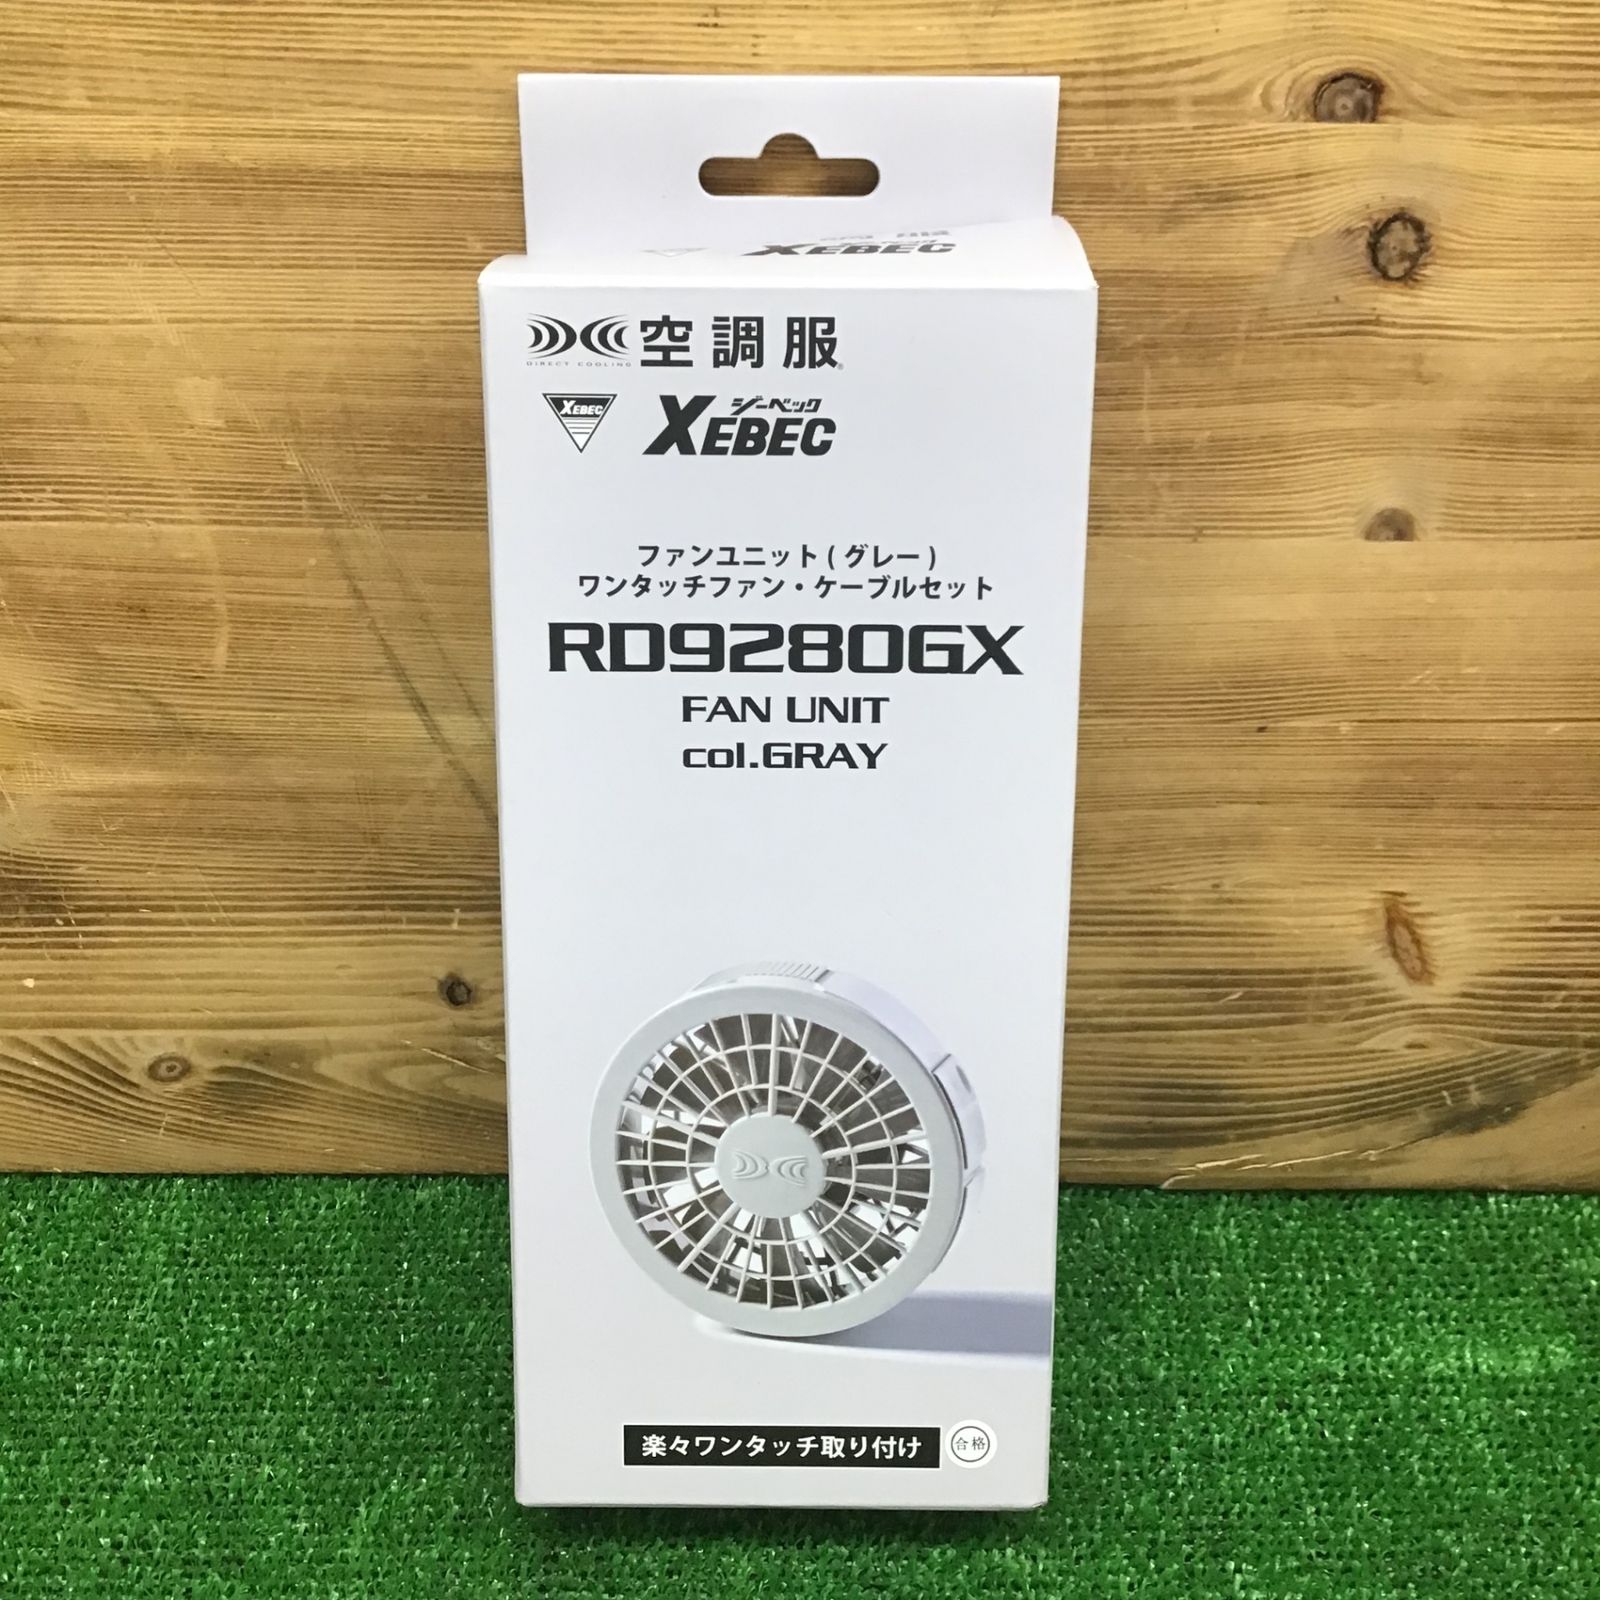 XEBEC
空調服®
DIRECT COOLING
XEBEC
ジーベック
XEBEC
ファンユニット(グレー)
ワンタッチファン・ケーブルセット
RD9280GX
FAN UNIT
col.GRAY
楽々ワンタッチ取り付け
合格